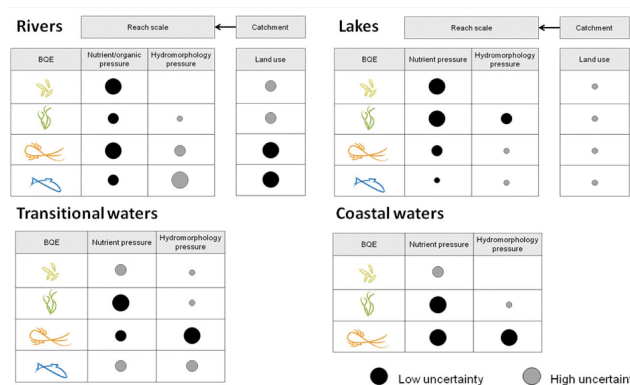 Rivers
Reach scale
Catchment
BQE
Nutrient/organic pressure
Hydromorphology pressure
Land use
Lakes
Reach scale
Catchment
BQE
Nutrient pressure
Hydromorphology pressure
Land use
Transitional waters
BQE
Nutrient pressure
Hydromorphology pressure
Coastal waters
BQE
Nutrient pressure
Hydromorphology pressure
Low uncertainty
High uncertaint